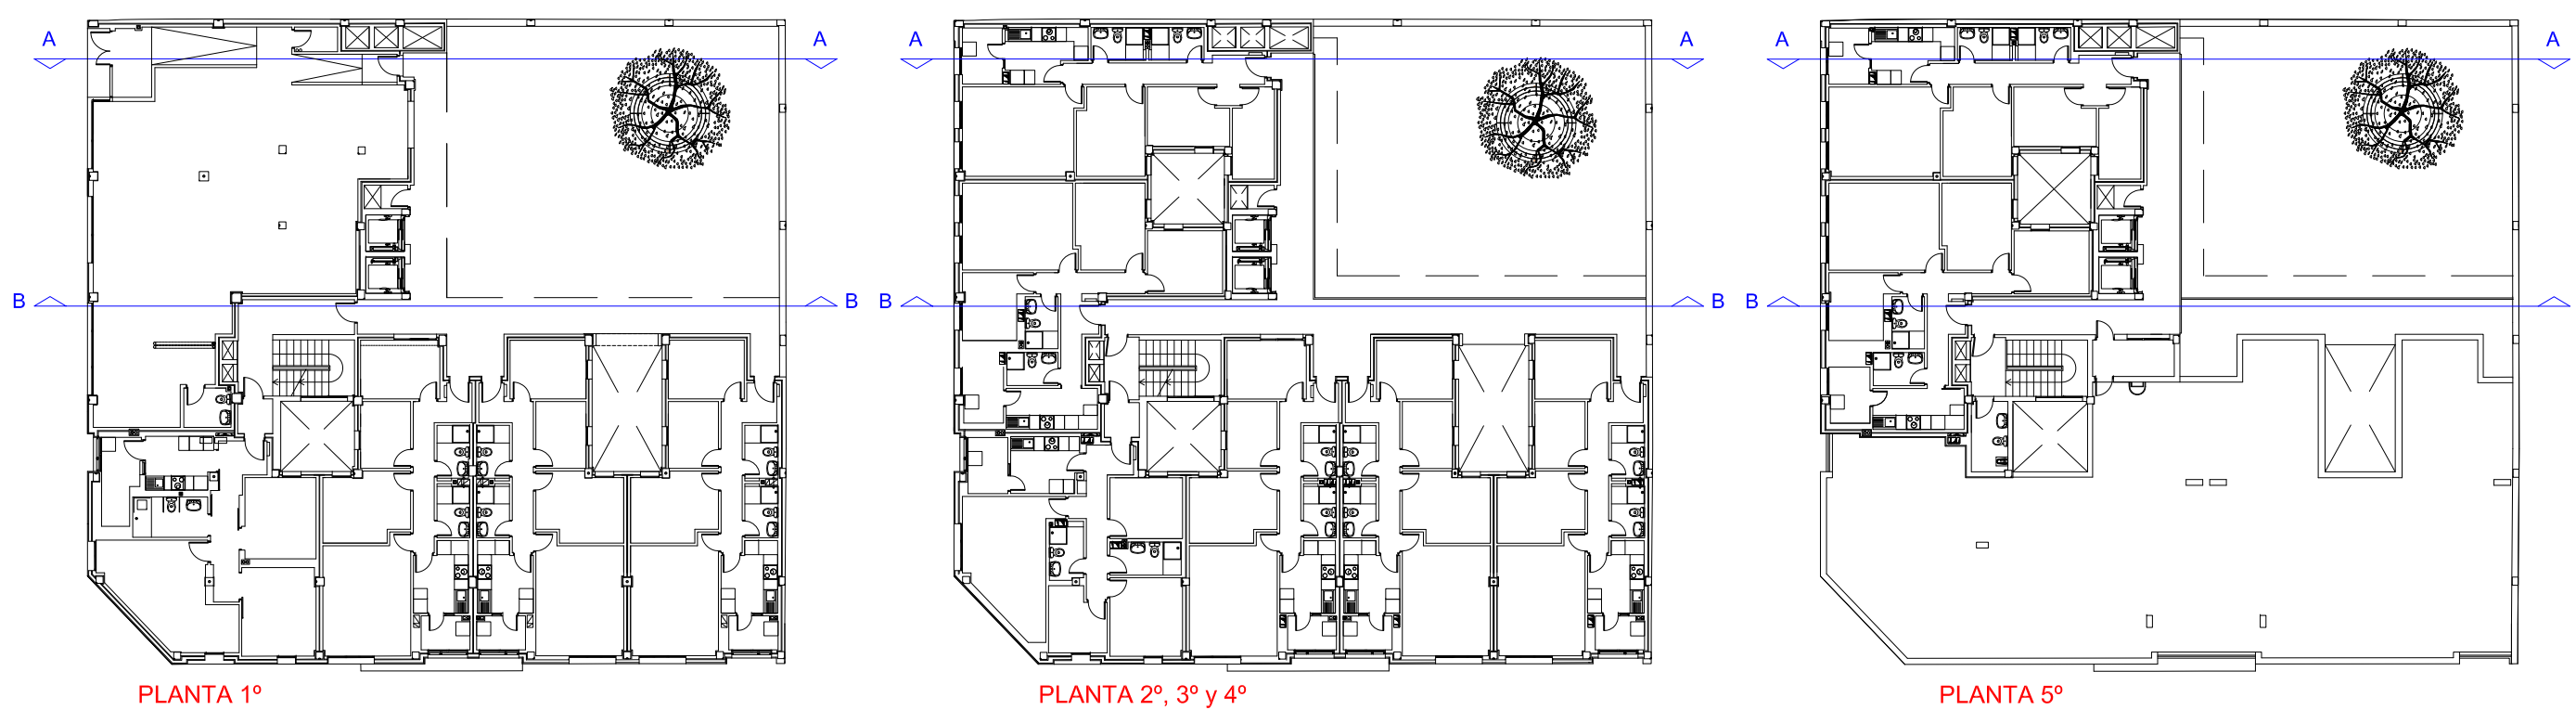 A A A A A A
B B B B B
PLANTA 1º PLANTA 2º, 3º y 4º PLANTA 5º